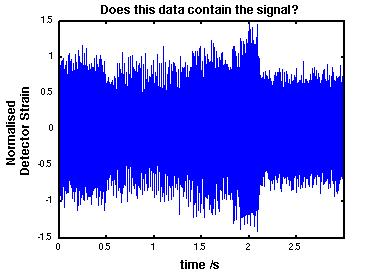 Does this data contain the signal?
1.5
1
0.5
0
-0.5
-1
-1.5
Normalised
Detector Strain
0 0.5 1 1.5 2 2.5
time /s